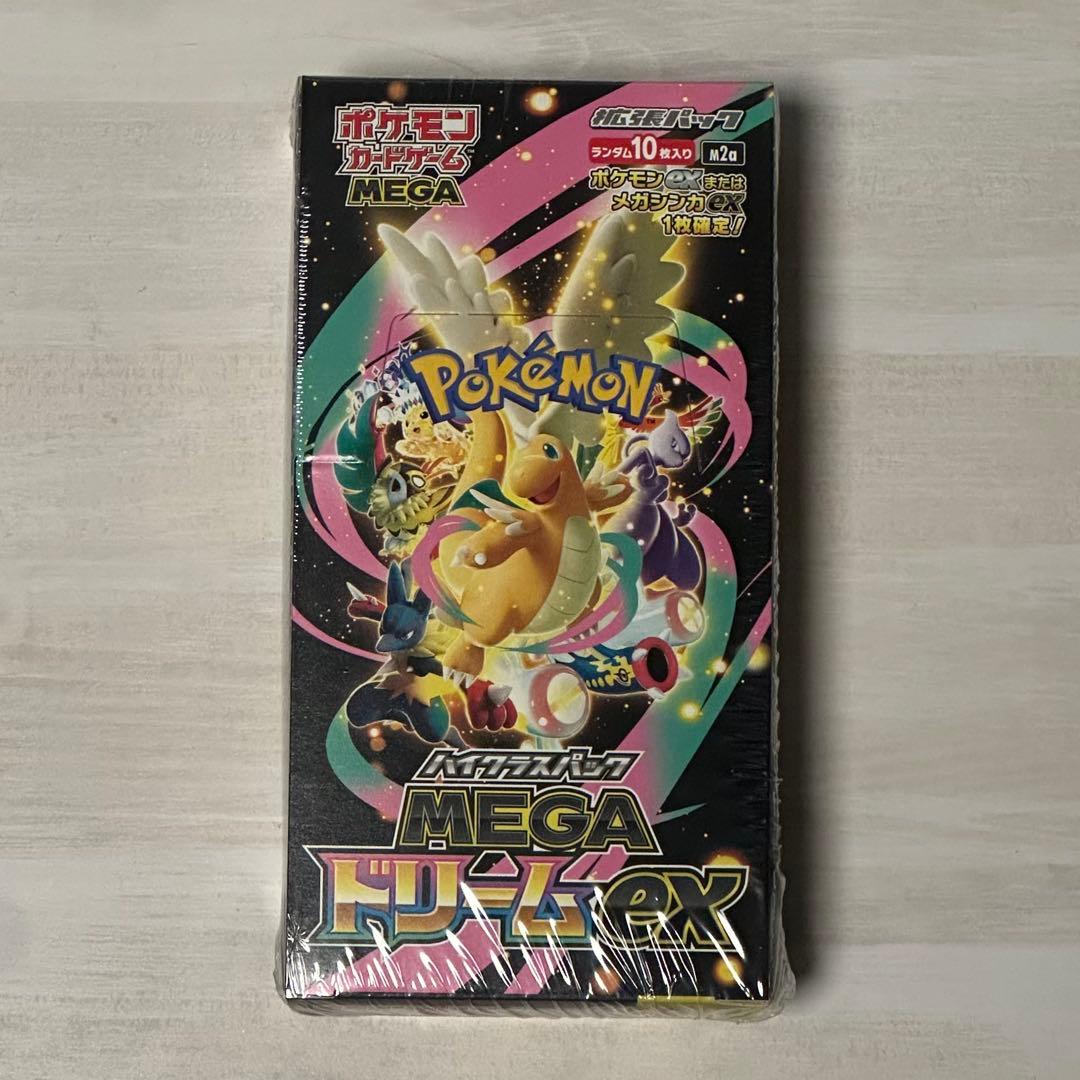 ポケモン
カードゲーム™
MEGA
拡張パック
ランダム10枚入り M2a
ポケモンexまたは
メガシンカex
1枚確定!
POKéMON™
ハイクラスパック
MEGA
ドリームex